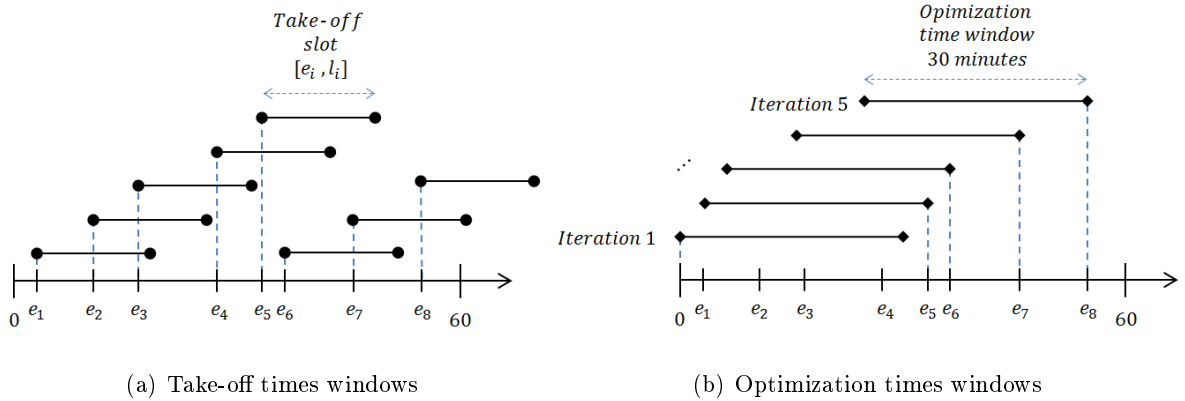 Take-off
slot
[e_i , l_i]
0 e_1 e_2 e_3 e_4 e_5 e_6 e_7 e_8 60
(a) Take-off times windows
Opimization
time window
30 minutes
Iteration 5
⋰
Iteration 1
0 e_1 e_2 e_3 e_4 e_5 e_6 e_7 e_8 60
(b) Optimization times windows